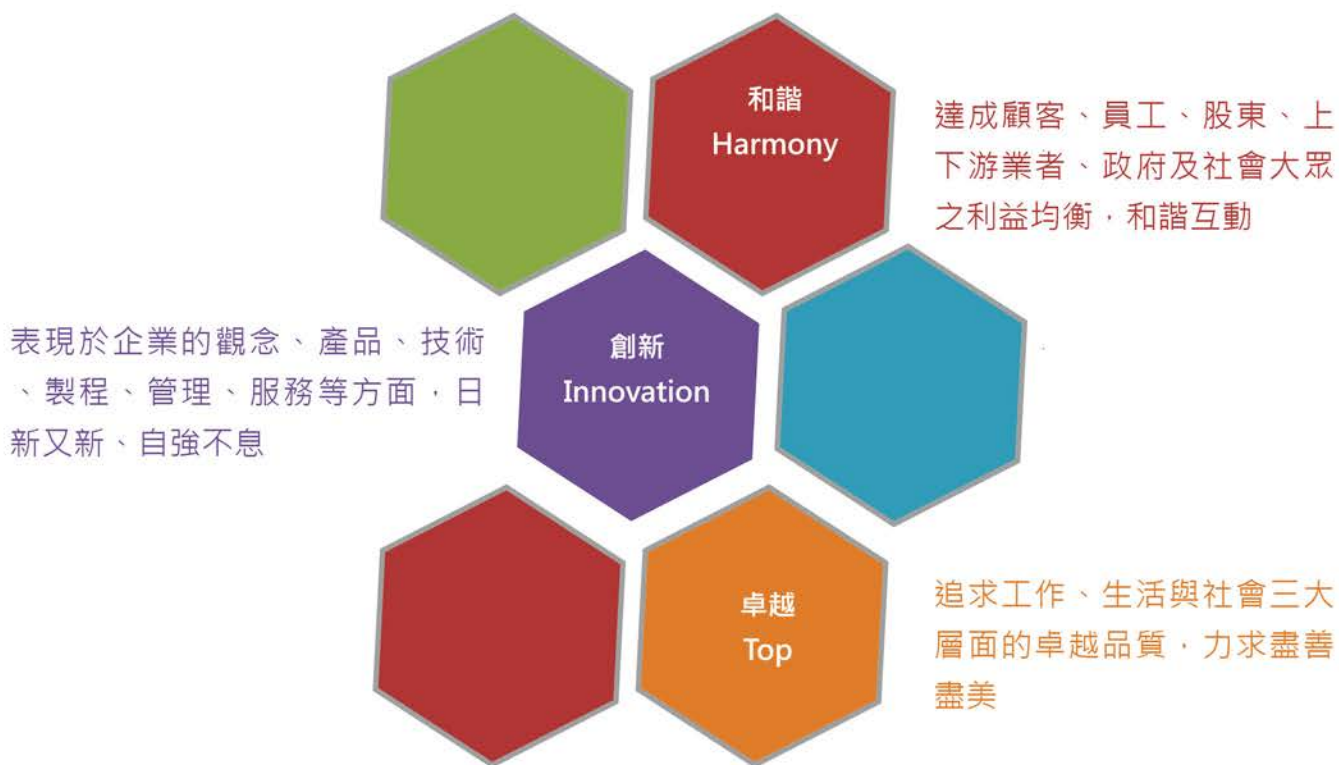 和諧
Harmony
達成顧客、員工、股東、上
下游業者、政府及社會大眾
之利益均衡，和諧互動
表現於企業的觀念、產品、技術
、製程、管理、服務等方面，日
新又新、自強不息
創新
Innovation
卓越
Top
追求工作、生活與社會三大
層面的卓越品質，力求盡善
盡美